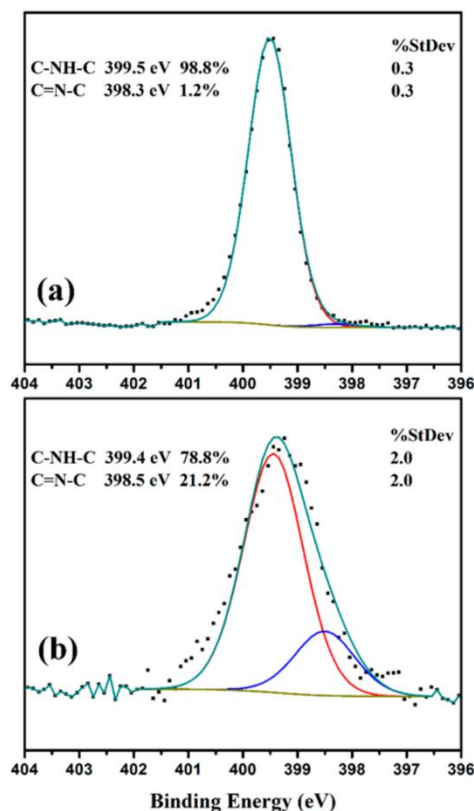 %StDev
C-NH-C 399.5 eV 98.8% 0.3
C=N-C 398.3 eV 1.2% 0.3
(a)
404 403 402 401 400 399 398 397 396
%StDev
C-NH-C 399.4 eV 78.8% 2.0
C=N-C 398.5 eV 21.2% 2.0
(b)
404 403 402 401 400 399 398 397 396
Binding Energy (eV)